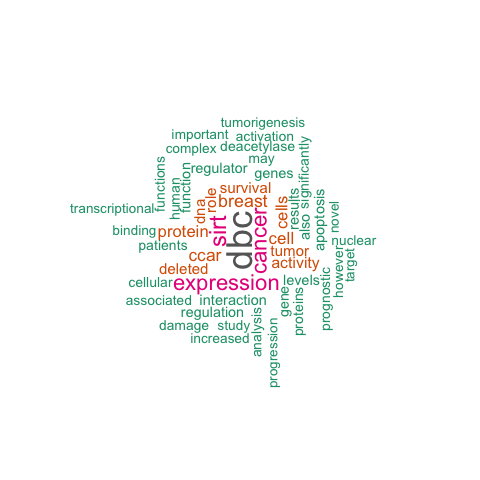 tumorigenesis
important
activation
complex
deacetylase
may
significantly
functions
function
regulator
genes
human
role
survival
transcriptional
dna
breast
cells
results
also
apoptosis
novel
binding
protein
sirt
dbc
cancer
cell
nuclear
patients
ccar
tumor
however
target
deleted
activity
cellular
expression
gene
levels
proteins
prognostic
associated
interaction
regulation
damage
study
analysis
increased
progression